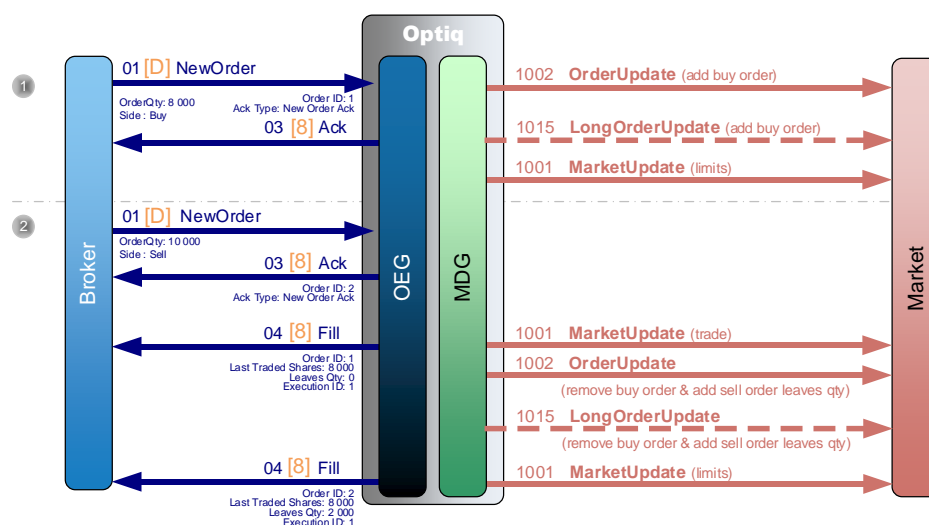 Optiq
1
01 [D] NewOrder
OrderQty: 8 000
Side : Buy
Order ID: 1
Ack Type: New Order Ack
03 [8] Ack
1002 OrderUpdate (add buy order)
1015 LongOrderUpdate (add buy order)
1001 MarketUpdate (limits)
2
01 [D] NewOrder
OrderQty: 10 000
Side : Sell
03 [8] Ack
Order ID: 2
Ack Type: New Order Ack
04 [8] Fill
Order ID: 1
Last Traded Shares: 8 000
Leaves Qty: 0
Execution ID: 1
1001 MarketUpdate (trade)
1002 OrderUpdate
(remove buy order & add sell order leaves qty)
1015 LongOrderUpdate
(remove buy order & add sell order leaves qty)
04 [8] Fill
Order ID: 2
Last Traded Shares: 8 000
Leaves Qty: 2 000
Execution ID: 1
1001 MarketUpdate (limits)
Broker
OEG
MDG
Market